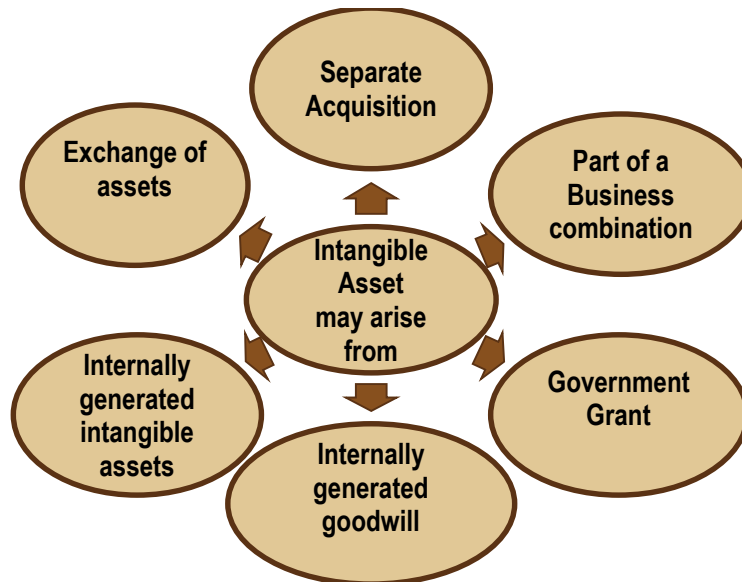 Separate
Acquisition
Exchange of
assets
Part of a
Business
combination
Intangible
Asset
may arise
from
Internally
generated
intangible
assets
Government
Grant
Internally
generated
goodwill